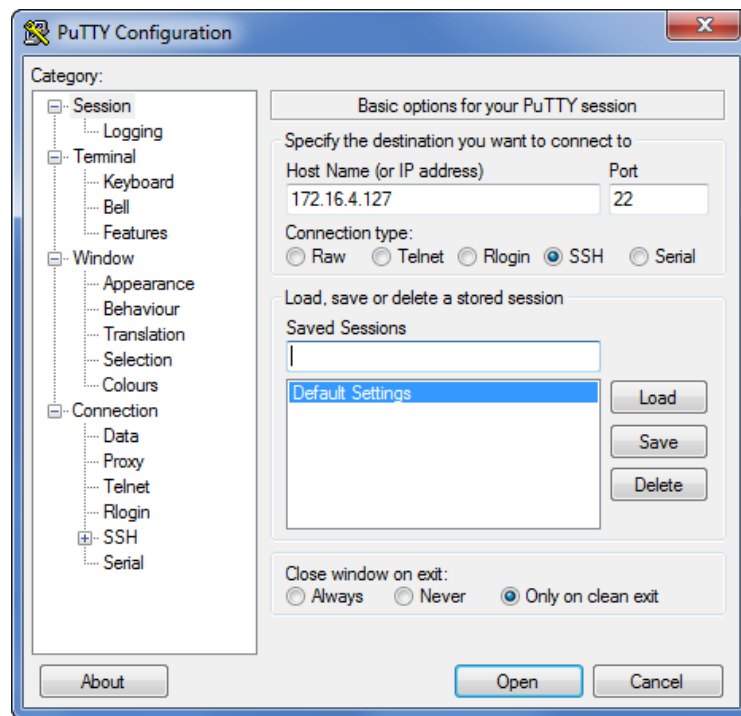 PuTTY Configuration
Category:
Session
Logging
Terminal
Keyboard
Bell
Features
Window
Appearance
Behaviour
Translation
Selection
Colours
Connection
Data
Proxy
Telnet
Rlogin
SSH
Serial
Basic options for your PuTTY session
Specify the destination you want to connect to
Host Name (or IP address) Port
172.16.4.127 22
Connection type:
Raw Telnet Rlogin SSH Serial
Load, save or delete a stored session
Saved Sessions
Default Settings
Load
Save
Delete
Close window on exit:
Always Never Only on clean exit
About Open Cancel